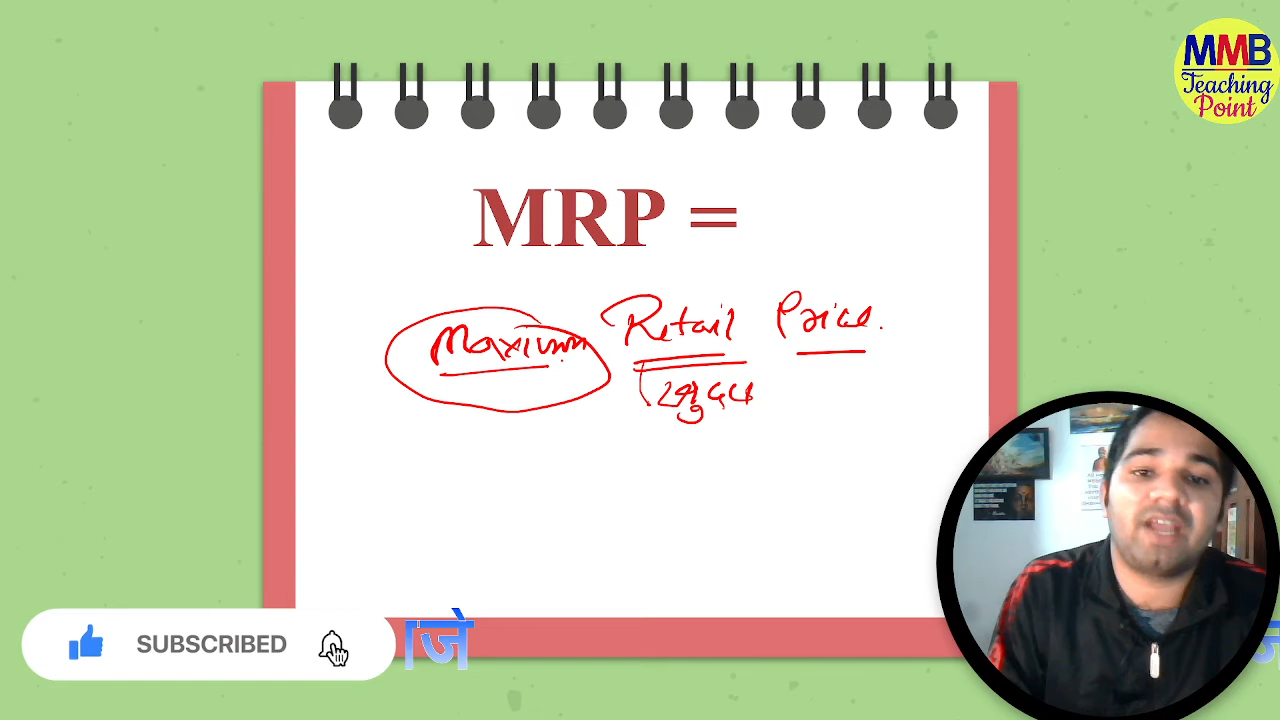 MMB
Teaching
Point
MRP =
Maximum Retail Price.
SUBSCRIBED